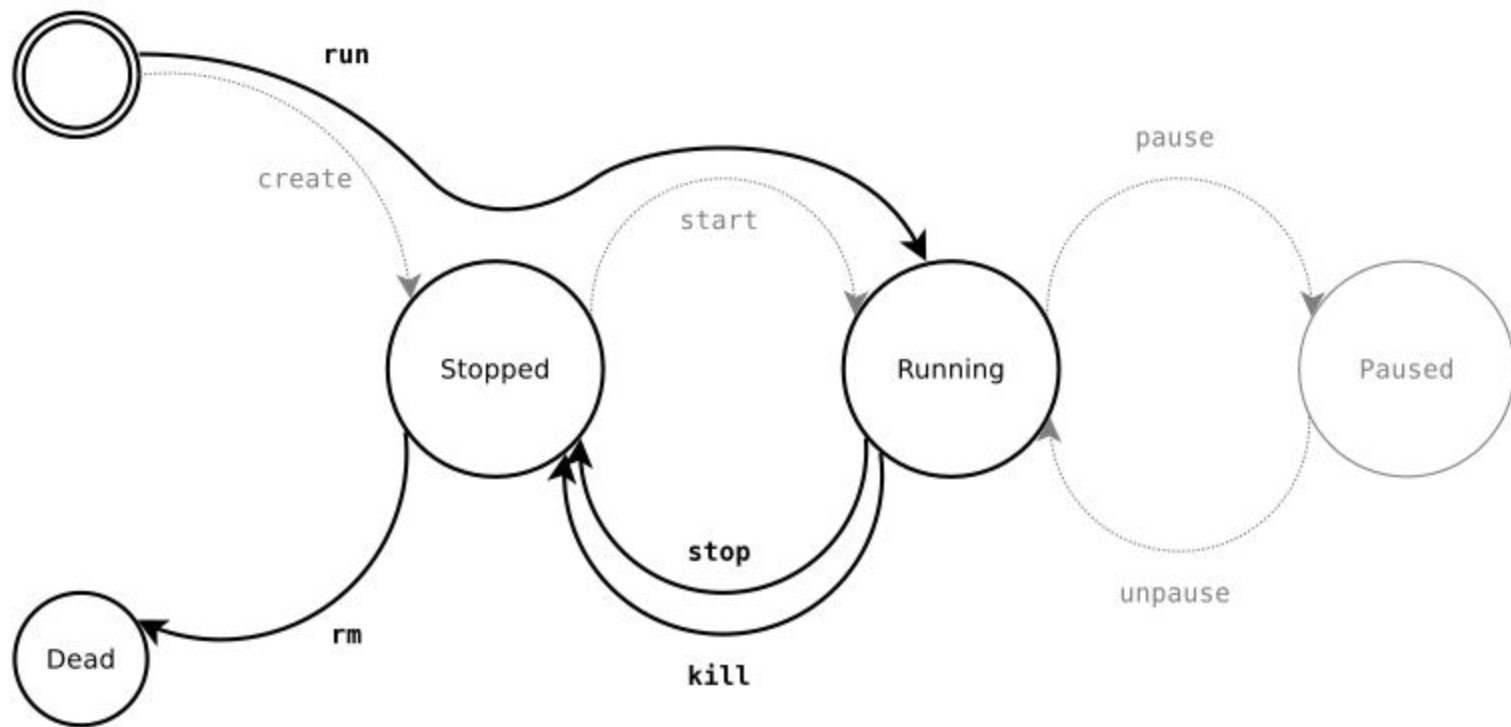 run
pause
create
start
Stopped
Running
Paused
stop
unpause
rm
Dead
kill